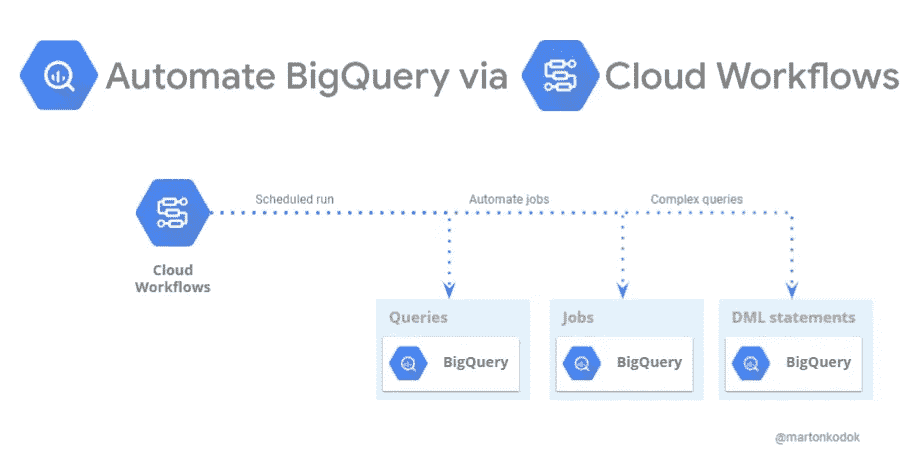 Automate BigQuery via Cloud Workflows
Scheduled run
Automate jobs
Complex queries
Cloud
Workflows
Queries
Jobs
DML statements
BigQuery
BigQuery
BigQuery
@martonkodok